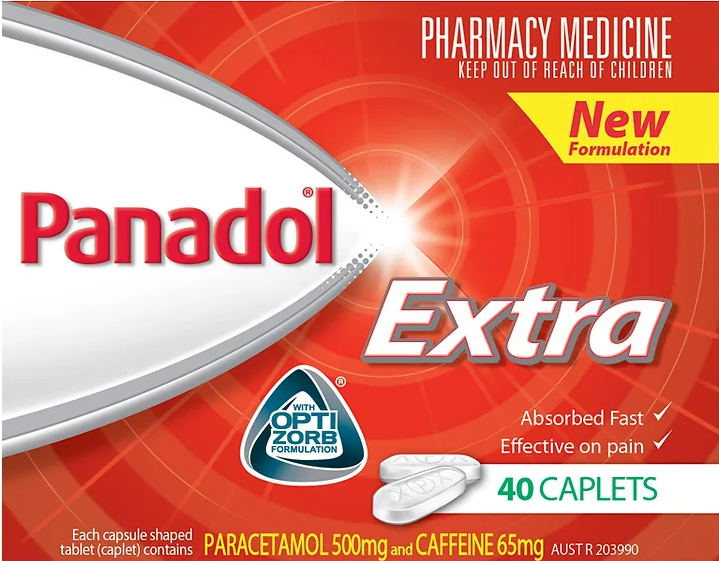 PHARMACY MEDICINE
KEEP OUT OF REACH OF CHILDREN
New
Formulation
Panadol®
Extra
WITH
OPTI
ZORB
FORMULATION
®
Absorbed Fast ✓
Effective on pain ✓
40 CAPLETS
Each capsule shaped
tablet (caplet) contains PARACETAMOL 500mg and CAFFEINE 65mg AUST R 203990